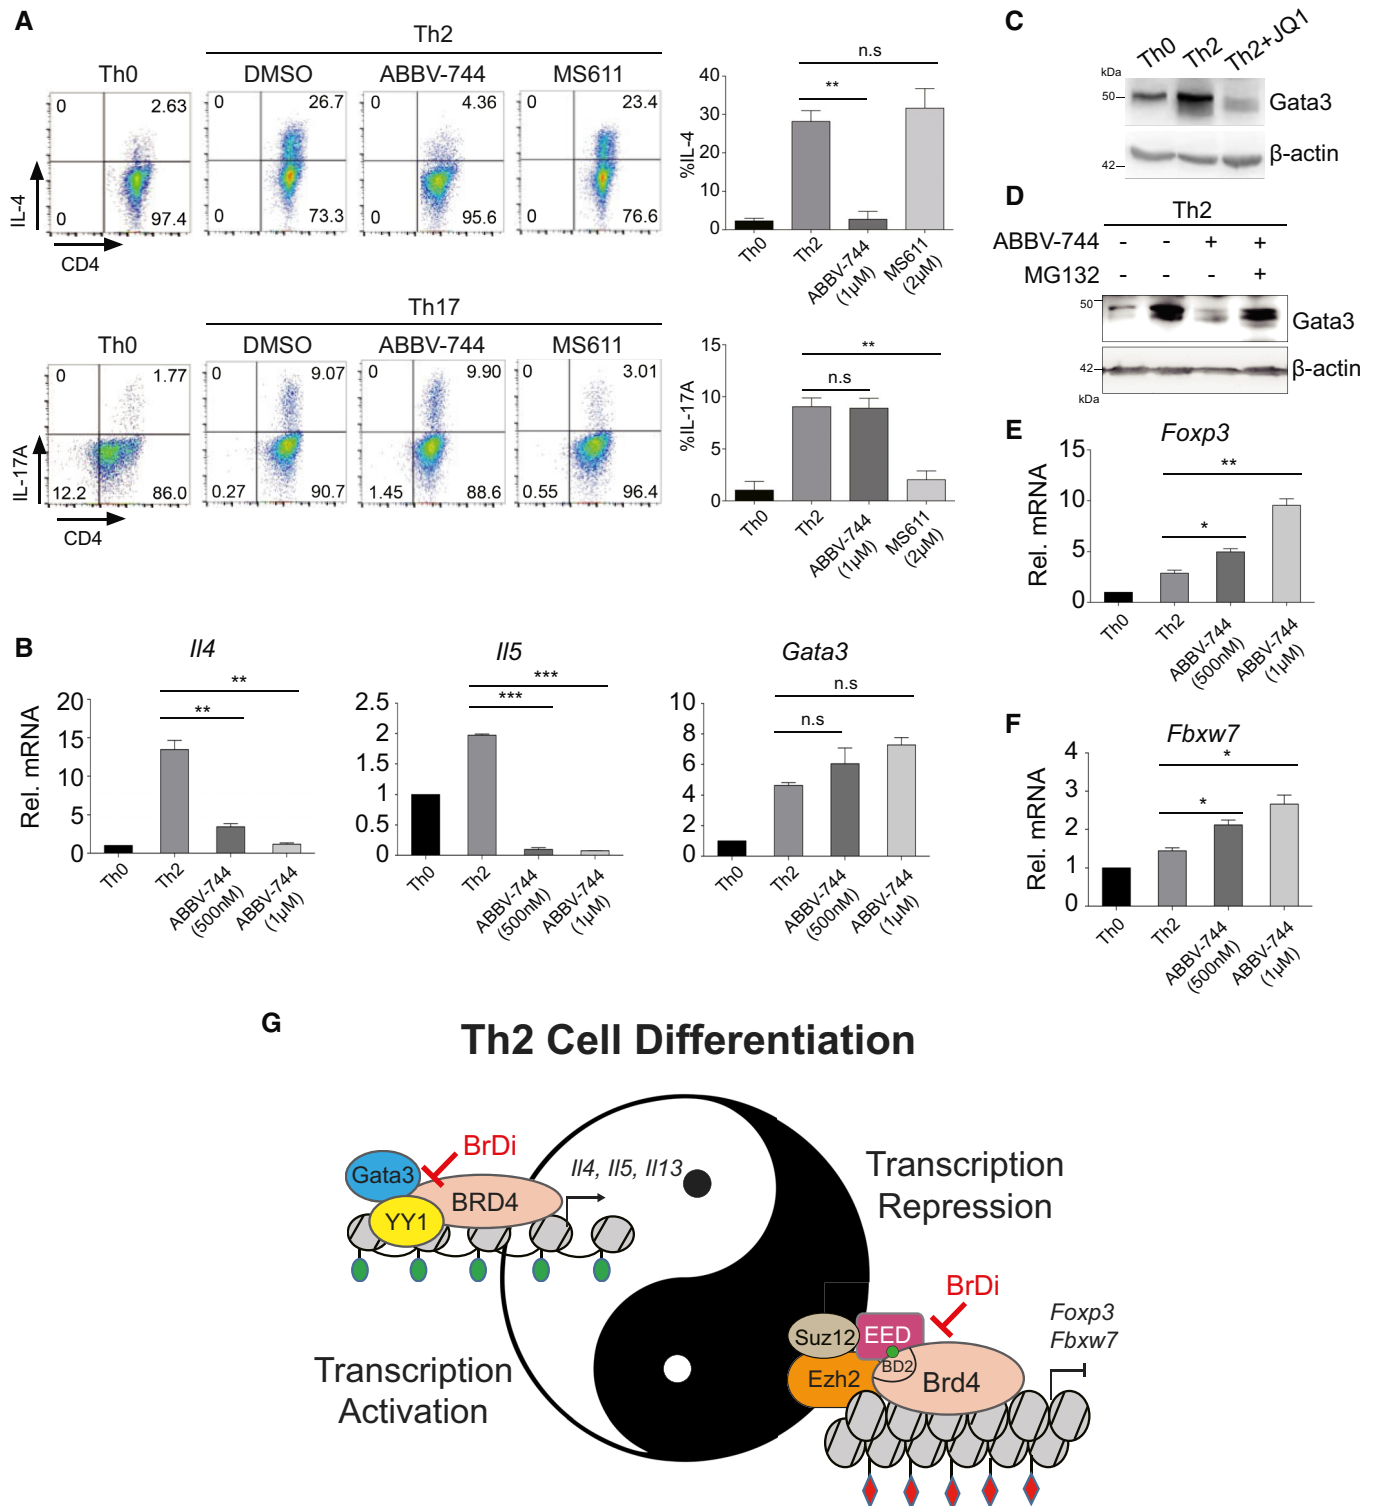 A
Th2
Th0
DMSO
ABBV-744
MS611
0
2.63
0
97.4
0
26.7
0
73.3
0
4.36
0
95.6
0
23.4
0
76.6
IL-4
CD4
%IL-4
40
30
20
10
0
n.s
**
Th0
Th2
ABBV-744
(1µM)
MS611
(2µM)
Th17
Th0
DMSO
ABBV-744
MS611
0
1.77
12.2
86.0
0
9.07
0.27
90.7
0
9.90
1.45
88.6
0
3.01
0.55
96.4
IL-17A
CD4
%IL-17A
15
10
5
0
**
n.s
Th0
Th2
ABBV-744
(1µM)
MS611
(2µM)
B
Il4
Rel. mRNA
20
15
10
5
0
**
**
Th0
Th2
ABBV-744
(500nM)
ABBV-744
(1µM)
Il5
2.5
2
1.5
1
0.5
0
***
***
Th0
Th2
ABBV-744
(500nM)
ABBV-744
(1µM)
Gata3
10
8
6
4
2
0
n.s
n.s
Th0
Th2
ABBV-744
(500nM)
ABBV-744
(1µM)
C
Th0
Th2
Th2+JQ1
kDa
50
Gata3
42
β-actin
D
Th2
ABBV-744
- - + +
MG132
- - - +
50
Gata3
42
β-actin
kDa
E
Foxp3
Rel. mRNA
15
10
5
0
**
*
Th0
Th2
ABBV-744
(500nM)
ABBV-744
(1µM)
F
Fbxw7
Rel. mRNA
4
3
2
1
0
*
*
Th0
Th2
ABBV-744
(500nM)
ABBV-744
(1µM)
G
Th2 Cell Differentiation
BrDi
Gata3
YY1
BRD4
Il4, Il5, Il13
Transcription
Repression
Transcription
Activation
BrDi
Suz12
EED
Ezh2
BD2
Brd4
Foxp3
Fbxw7